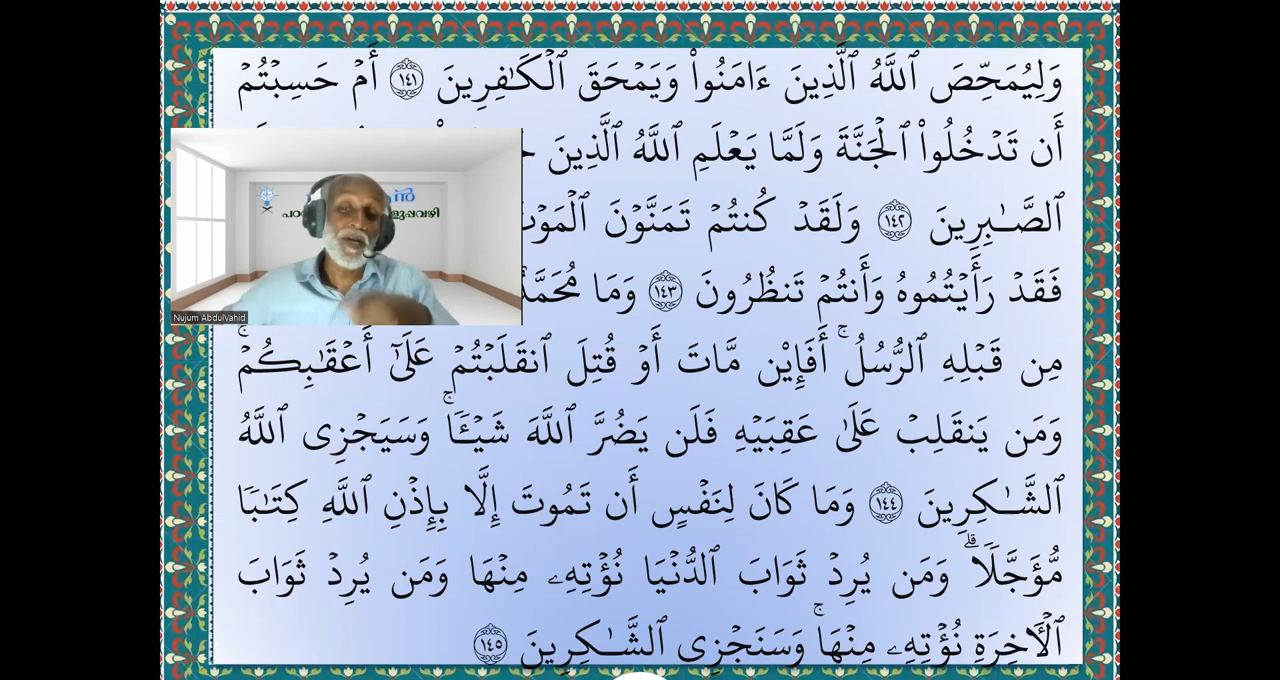 وَلِيُمَحِّصَ ٱللَّهُ ٱلَّذِينَ ءَامَنُوا۟ وَيَمْحَقَ ٱلْكَـٰفِرِينَ ١٤١ أَمْ حَسِبْتُمْ
أَن تَدْخُلُوا۟ ٱلْجَنَّةَ وَلَمَّا يَعْلَمِ ٱللَّهُ ٱلَّذِينَ
ٱلصَّـٰبِرِينَ ١٤٢ وَلَقَدْ كُنتُمْ تَمَنَّوْنَ ٱلْمَوْتَ
فَقَدْ رَأَيْتُمُوهُ وَأَنتُمْ تَنظُرُونَ ١٤٣ وَمَا مُحَمَّدٌ
مِن قَبْلِهِ ٱلرُّسُلُ ۚ أَفَإِي۟ن مَّاتَ أَوْ قُتِلَ ٱنقَلَبْتُمْ عَلَىٰٓ أَعْقَـٰبِكُمْ ۚ
وَمَن يَنقَلِبْ عَلَىٰ عَقِبَيْهِ فَلَن يَضُرَّ ٱللَّهَ شَيْـًٔا ۗ وَسَيَجْزِى ٱللَّهُ
ٱلشَّـٰكِرِينَ ١٤٤ وَمَا كَانَ لِنَفْسٍ أَن تَمُوتَ إِلَّا بِإِذْنِ ٱللَّهِ كِتَـٰبًا
مُّؤَجَّلًا ۗ وَمَن يُرِدْ ثَوَابَ ٱلدُّنْيَا نُؤْتِهِۦ مِنْهَا وَمَن يُرِدْ ثَوَابَ
ٱلْـَٔاخِرَةِ نُؤْتِهِۦ مِنْهَا ۚ وَسَنَجْزِى ٱلشَّـٰكِرِينَ ١٤٥
Nujum AbdulVahid